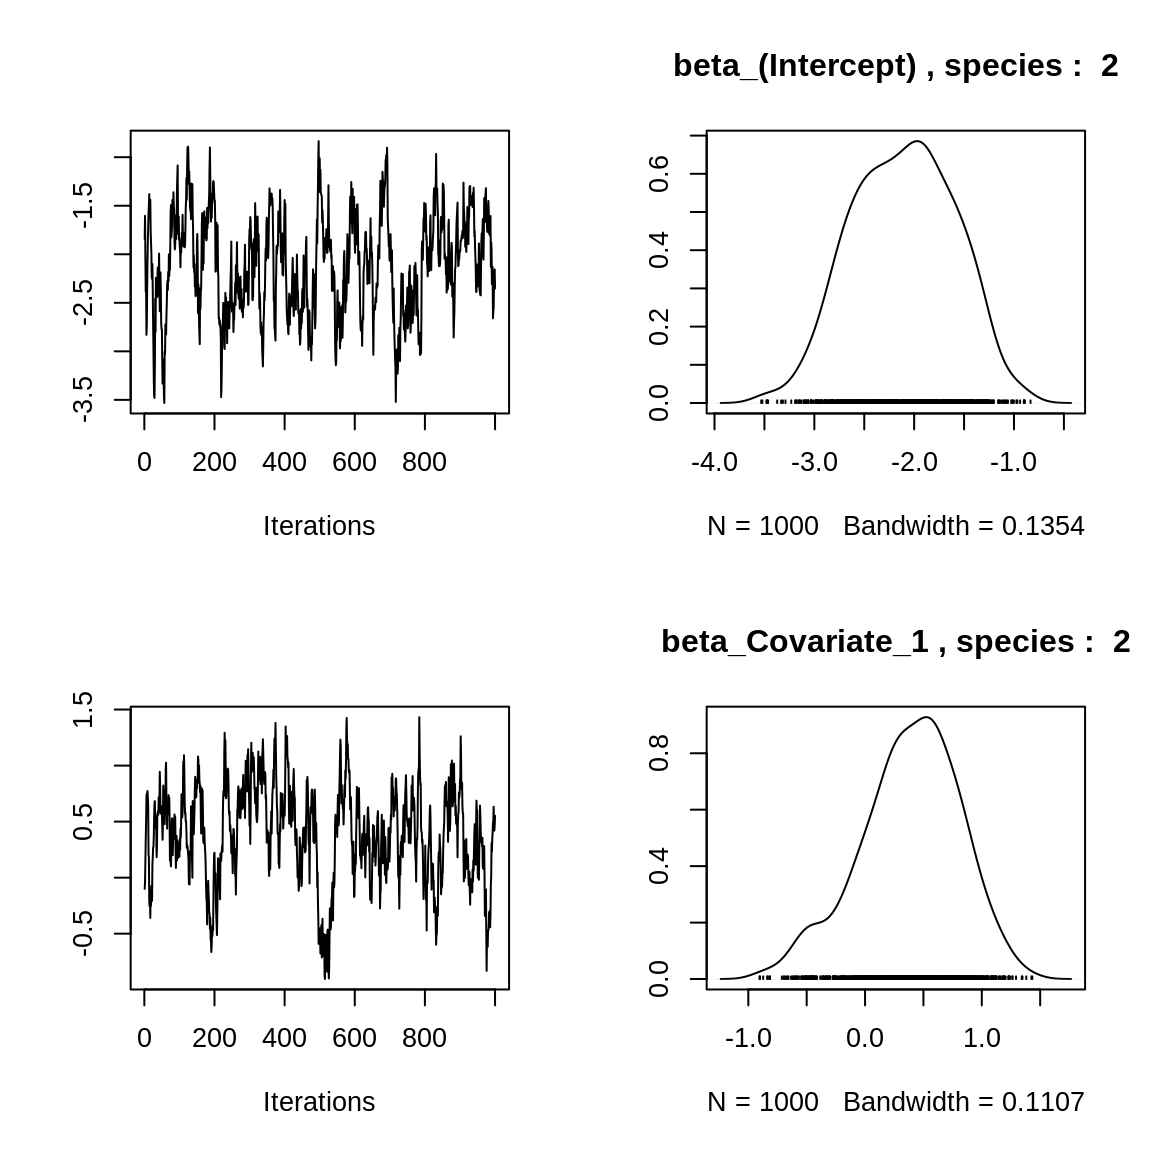 beta_(Intercept) , species :  2
-3.5 -2.5 -1.5
0 200 400 600 800
Iterations
0.0 0.2 0.4 0.6
-4.0 -3.0 -2.0 -1.0
N = 1000   Bandwidth = 0.1354
beta_Covariate_1 , species :  2
-0.5 0.5 1.5
0 200 400 600 800
Iterations
0.0 0.4 0.8
-1.0 0.0 1.0
N = 1000   Bandwidth = 0.1107